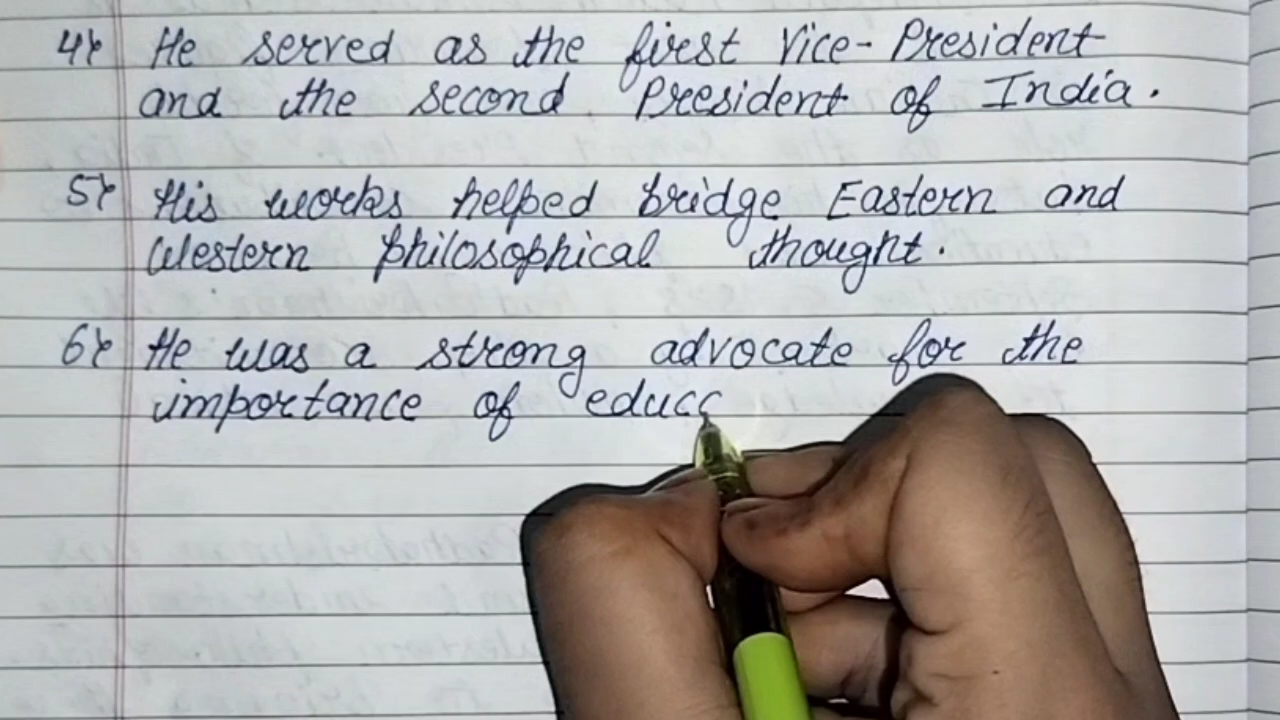 4) He served as the first Vice-President
and the second President of India.
5) His works helped bridge Eastern and
Western philosophical thought.
6) He was a strong advocate for the
importance of educ